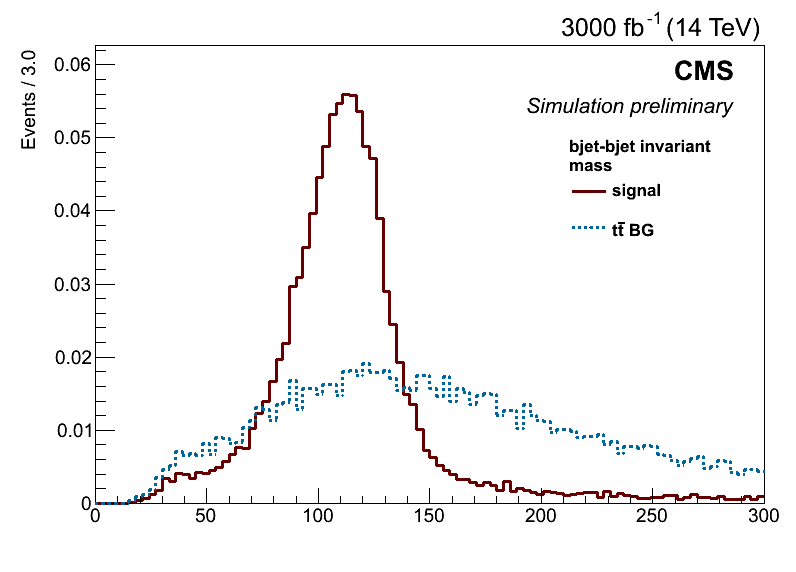 3000 fb⁻¹ (14 TeV)
Events / 3.0
CMS
Simulation preliminary
bjet-bjet invariant
mass
signal
tt̅ BG
0.06
0.05
0.04
0.03
0.02
0.01
0
0 50 100 150 200 250 300